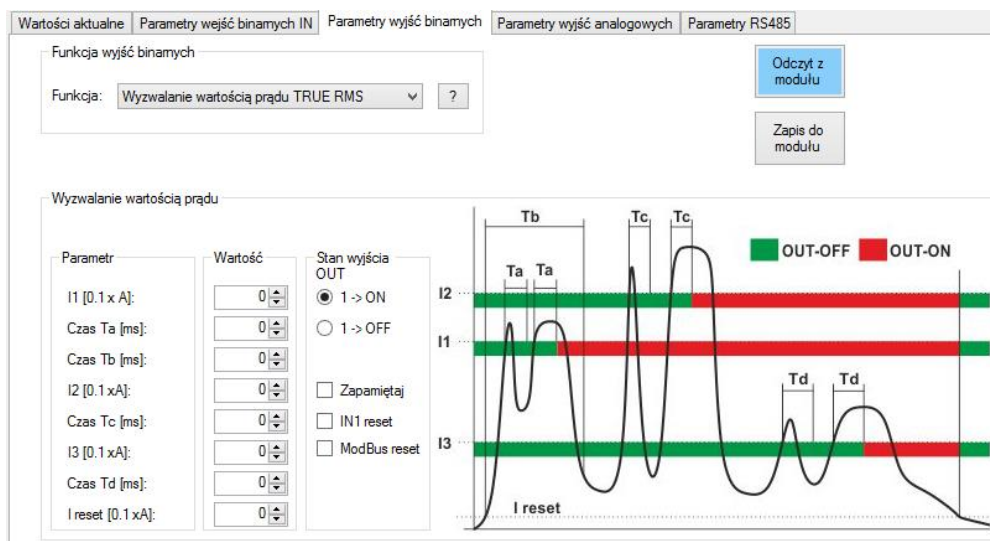 Wartości aktualne
Parametry wejść binarnych IN
Parametry wyjść binarnych
Parametry wyjść analogowych
Parametry RS485
Funkcja wyjść binarnych
Funkcja:
Wyzwalanie wartością prądu TRUE RMS
?
Odczyt z
modułu
Zapis do
modułu
Wyzwalanie wartością prądu
Parametr
Wartość
Stan wyjścia
OUT
I1 [0.1 x A]:
0
1 -> ON
Czas Ta [ms]:
0
1 -> OFF
Czas Tb [ms]:
0
I2 [0.1 xA]:
0
Zapamiętaj
Czas Tc [ms]:
0
IN1 reset
I3 [0.1 xA]:
0
ModBus reset
Czas Td [ms]:
0
I reset [0.1 xA]:
0
Tb
Tc
Tc
Ta
Ta
OUT-OFF
OUT-ON
I2
I1
Td
Td
I3
I reset